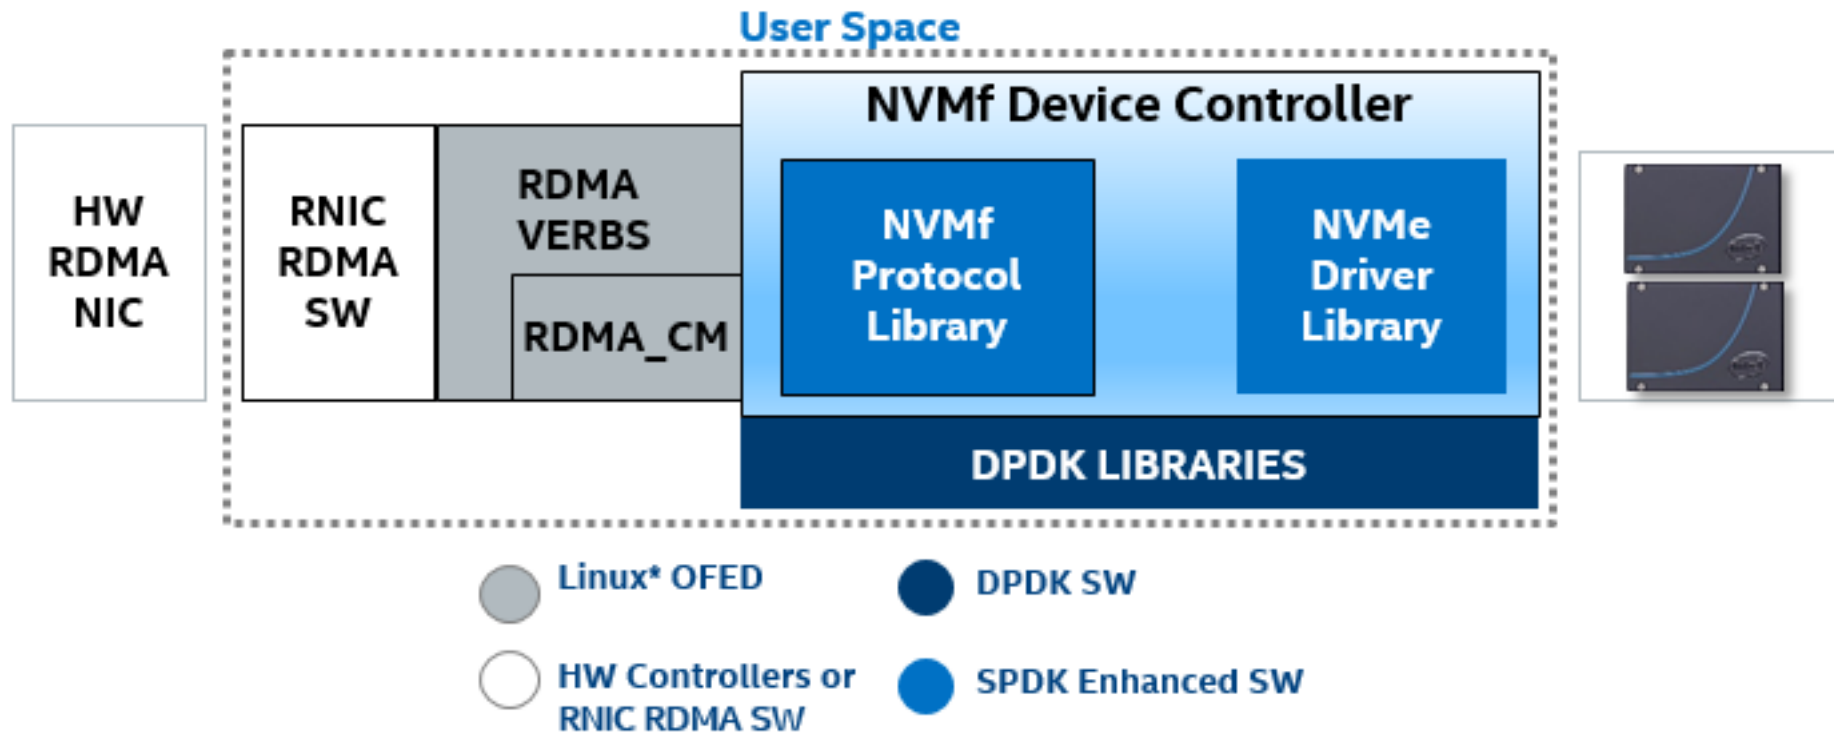 User Space
NVMf Device Controller
HW
RDMA
NIC
RNIC
RDMA
SW
RDMA
VERBS
RDMA_CM
NVMf
Protocol
Library
NVMe
Driver
Library
DPDK LIBRARIES
Linux* OFED
DPDK SW
HW Controllers or
RNIC RDMA SW
SPDK Enhanced SW